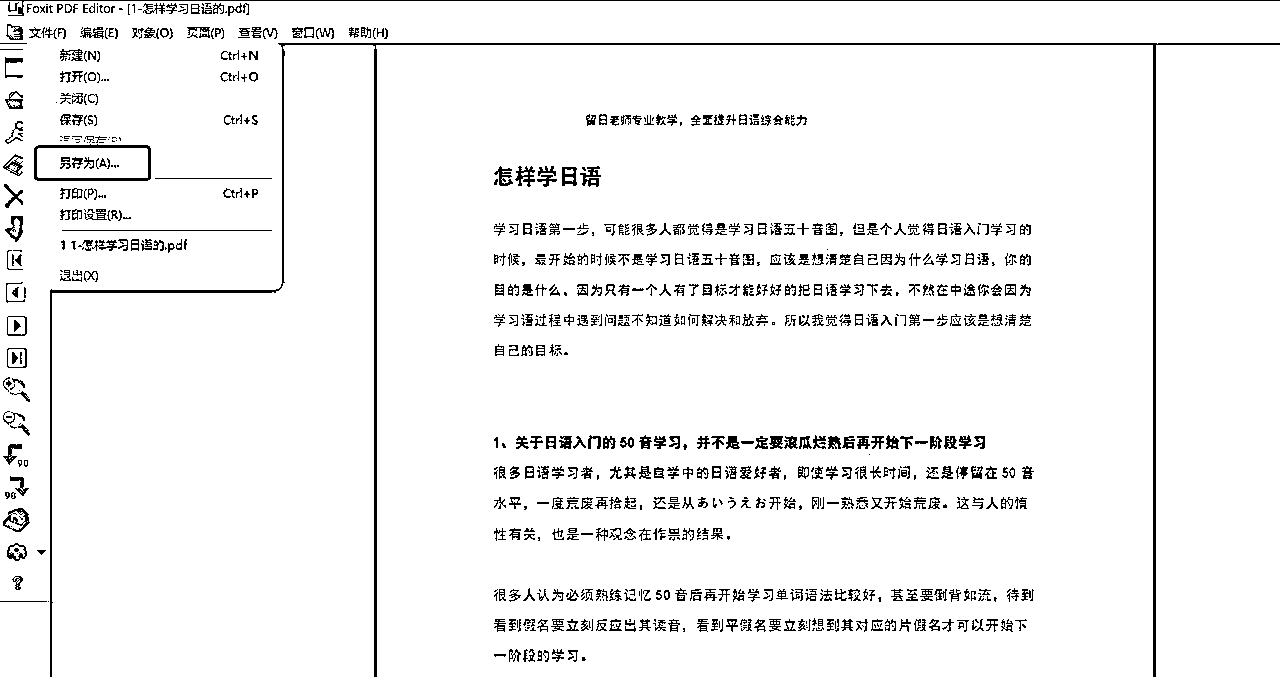 Foxit PDF Editor - [1-怎样学习日语的.pdf]
文件(F) 编辑(E) 对象(O) 页面(P) 查看(V) 窗口(W) 帮助(H)
新建(N) Ctrl+N
打开(O)... Ctrl+O
关闭(C)
保存(S) Ctrl+S
另存为(A)...
打印(P)... Ctrl+P
打印设置(R)...
1 1-怎样学习日语的.pdf
退出(X)
90
90
留日老师专业教学，全面提升日语综合能力
怎样学日语
学习日语第一步，可能很多人都觉得是学习日语五十音图，但是个人觉得日语入门学习的
时候，最开始的时候不是学习日语五十音图，应该是想清楚自己因为什么学习日语，你的
目的是什么，因为只有一个人有了目标才能好好的把日语学习下去，不然在中途你会因为
学习语过程中遇到问题不知道如何解决和放弃。所以我觉得日语入门第一步应该是想清楚
自己的目标。
1、关于日语入门的 50 音学习，并不是一定要滚瓜烂熟后再开始下一阶段学习
很多日语学习者，尤其是自学中的日语爱好者，即使学习很长时间，还是停留在 50 音
水平，一度荒废再拾起，还是从あいうえお开始，刚一熟悉又开始荒废。这与人的惰
性有关，也是一种观念在作祟的结果。
很多人认为必须熟练记忆 50 音后再开始学习单词语法比较好，甚至要倒背如流，待到
看到假名要立刻反应出其读音，看到平假名要立刻想到其对应的片假名才可以开始下
一阶段的学习。